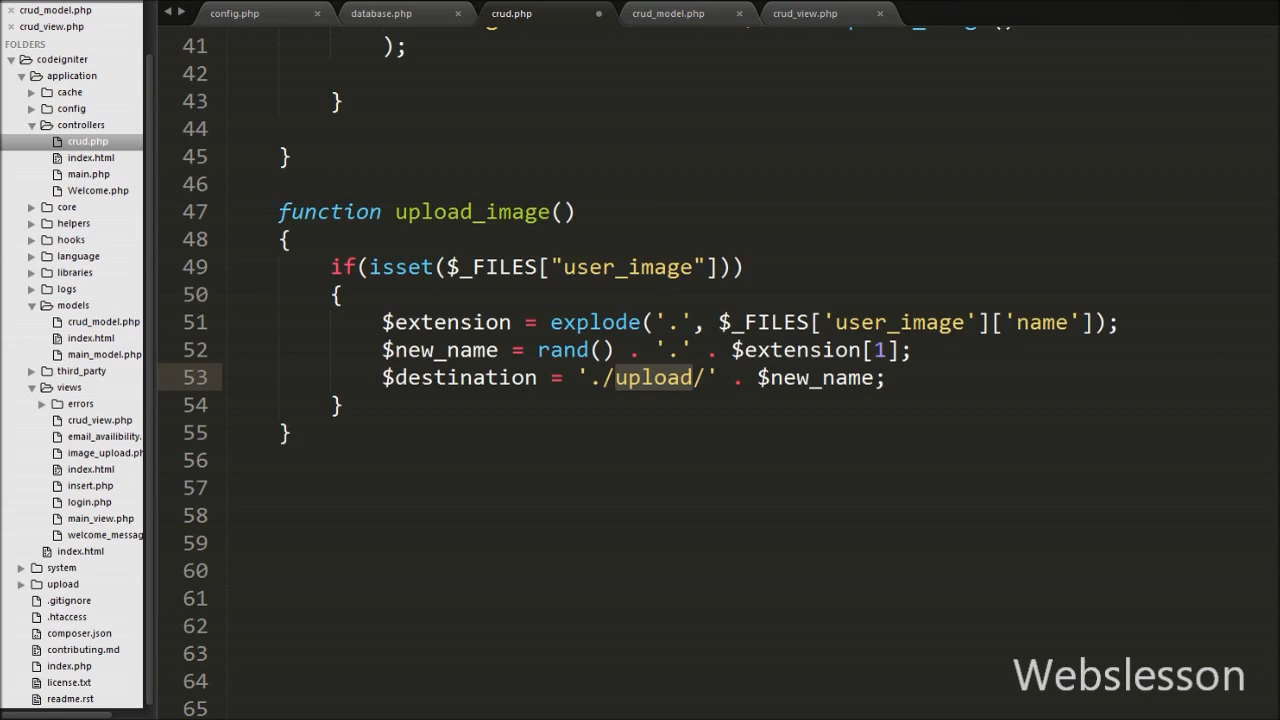 crud_model.php
crud_view.php
FOLDERS
codeigniter
application
cache
config
controllers
crud.php
index.html
main.php
Welcome.php
core
helpers
hooks
language
libraries
logs
models
crud_model.php
index.html
main_model.php
third_party
views
errors
crud_view.php
email_availibility.
image_upload.ph
index.html
insert.php
login.php
main_view.php
welcome_messag
index.html
system
upload
.gitignore
.htaccess
composer.json
contributing.md
index.php
license.txt
readme.rst
config.php × database.php × crud.php crud_model.php × crud_view.php ×
41 );
42
43 }
44
45 }
46
47 function upload_image()
48 {
49 if(isset($_FILES["user_image"]))
50 {
51 $extension = explode('.', $_FILES['user_image']['name']);
52 $new_name = rand() . '.' . $extension[1];
53 $destination = './upload/' . $new_name;
54 }
55 }
56
57
58
59
60
61
62
63
64
65
Webslesson